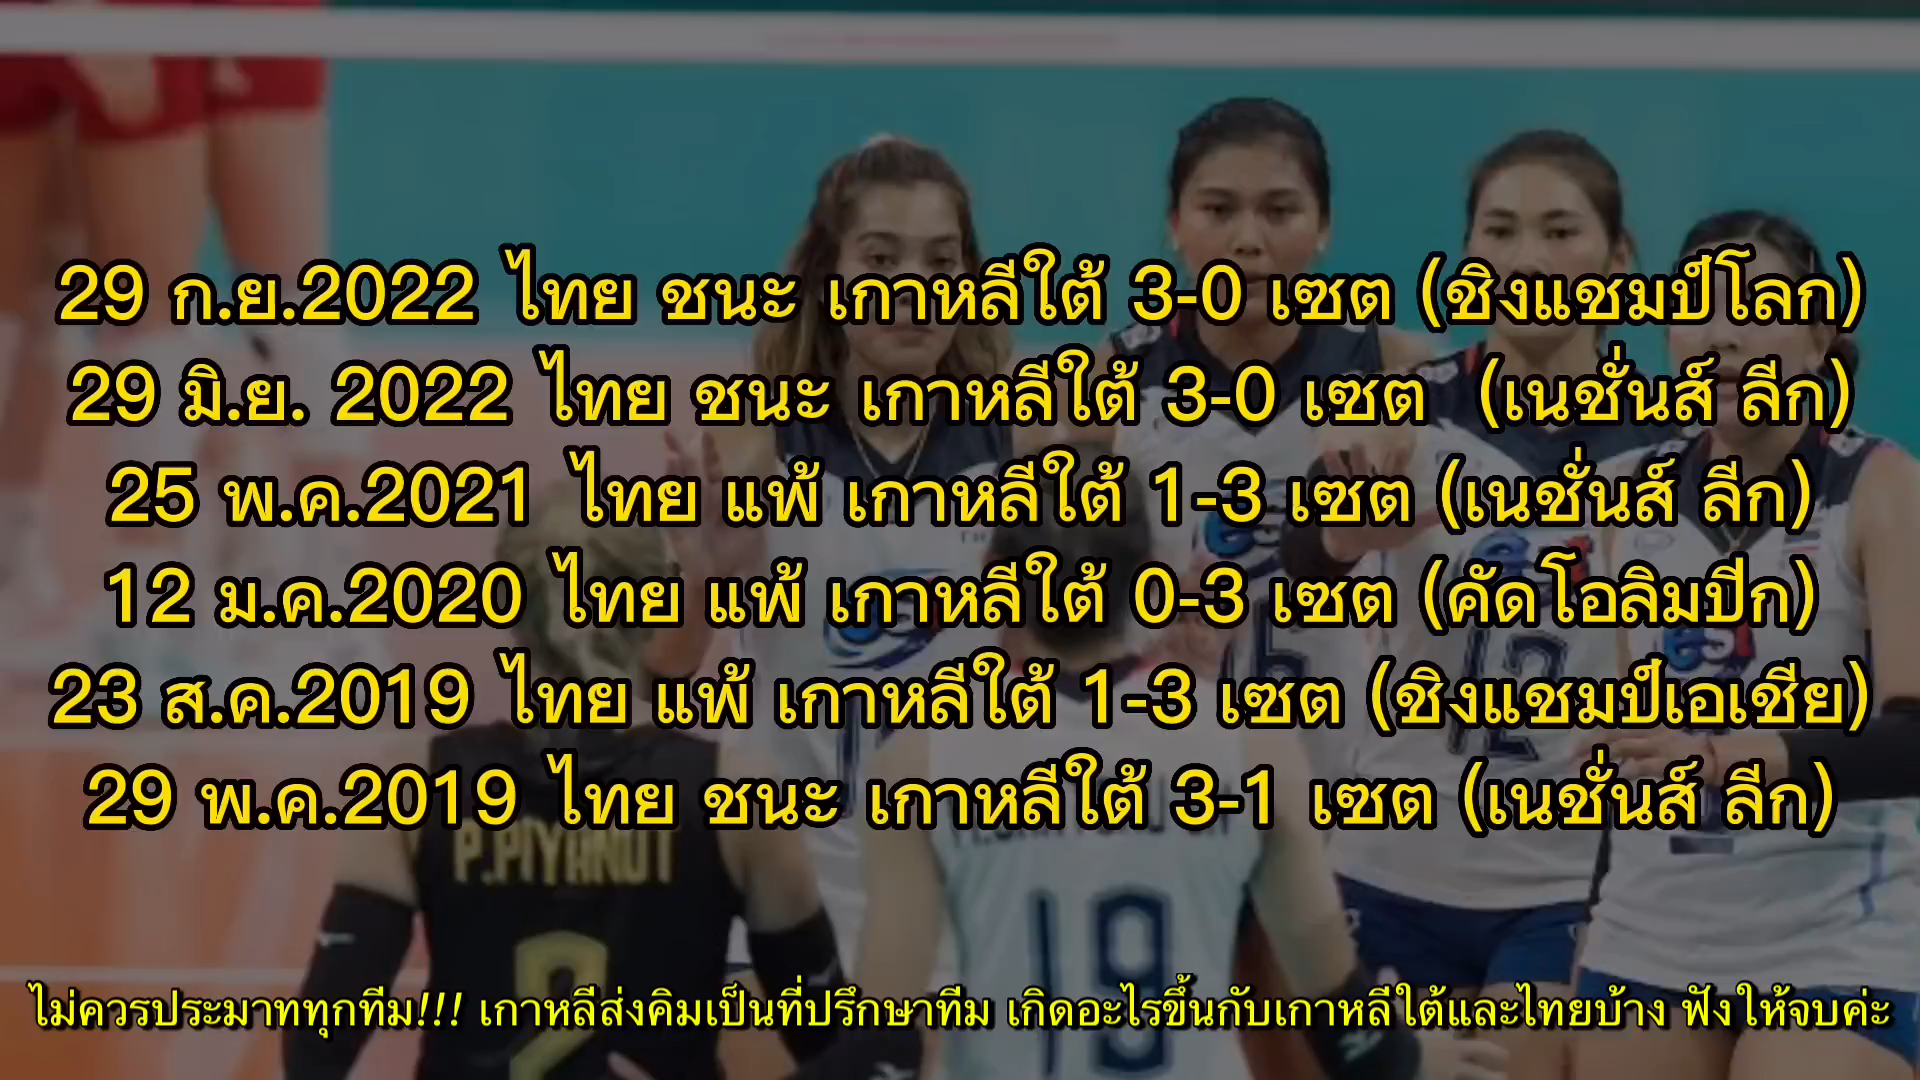 29 ก.ย.2022 ไทย ชนะ เกาหลีใต้ 3-0 เซต (ชิงแชมป์โลก)
29 มิ.ย. 2022 ไทย ชนะ เกาหลีใต้ 3-0 เซต (เนชั่นส์ ลีก)
25 พ.ค.2021 ไทย แพ้ เกาหลีใต้ 1-3 เซต (เนชั่นส์ ลีก)
12 ม.ค.2020 ไทย แพ้ เกาหลีใต้ 0-3 เซต (คัดโอลิมปิก)
23 ส.ค.2019 ไทย แพ้ เกาหลีใต้ 1-3 เซต (ชิงแชมป์เอเชีย)
29 พ.ค.2019 ไทย ชนะ เกาหลีใต้ 3-1 เซต (เนชั่นส์ ลีก)
P.PIYANUT
2
18
12
ไม่ควรประมาททุกทีม!!! เกาหลีส่งคิมเป็นที่ปรึกษาทีม เกิดอะไรขึ้นกับเกาหลีใต้และไทยบ้าง ฟังให้จบค่ะ